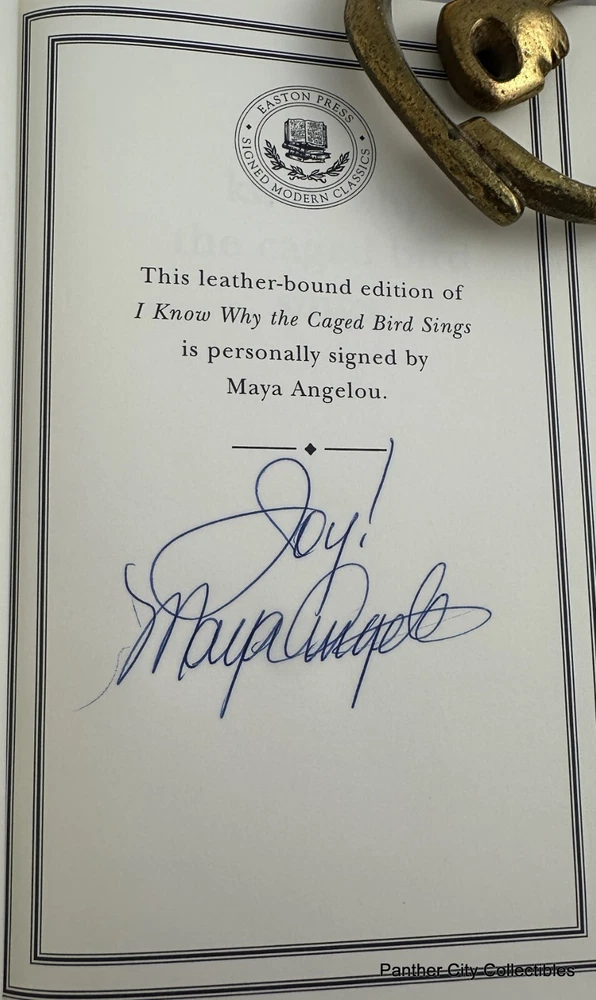 EASTON PRESS
SIGNED MODERN CLASSICS
This leather-bound edition of
I Know Why the Caged Bird Sings
is personally signed by
Maya Angelou.
Joy!
Maya Angelou
Panther City Collectibles